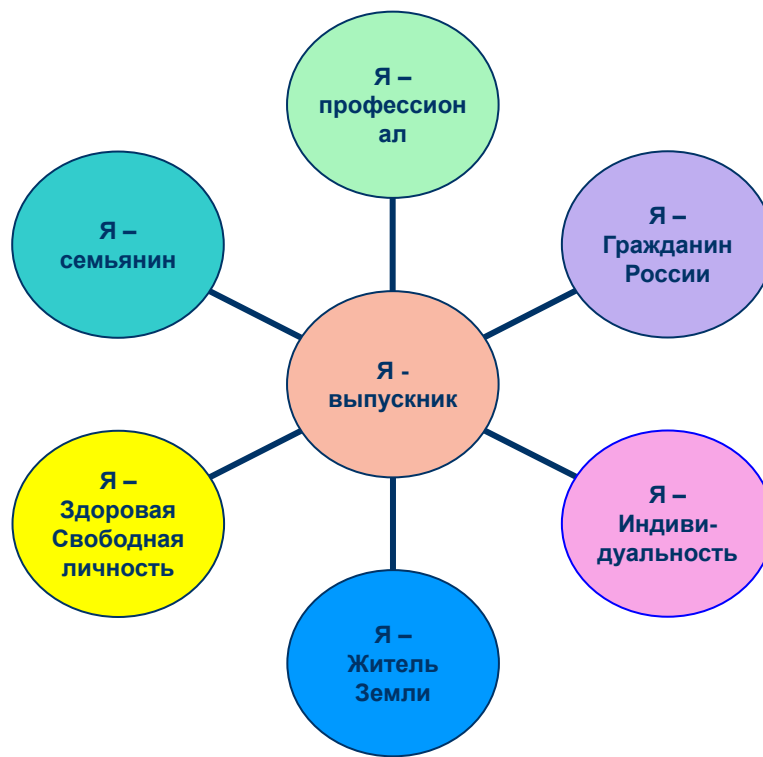 Я –
профессион
ал
Я –
семьянин
Я –
Гражданин
России
Я -
выпускник
Я –
Здоровая
Свободная
личность
Я –
Индиви-
дуальность
Я –
Житель
Земли